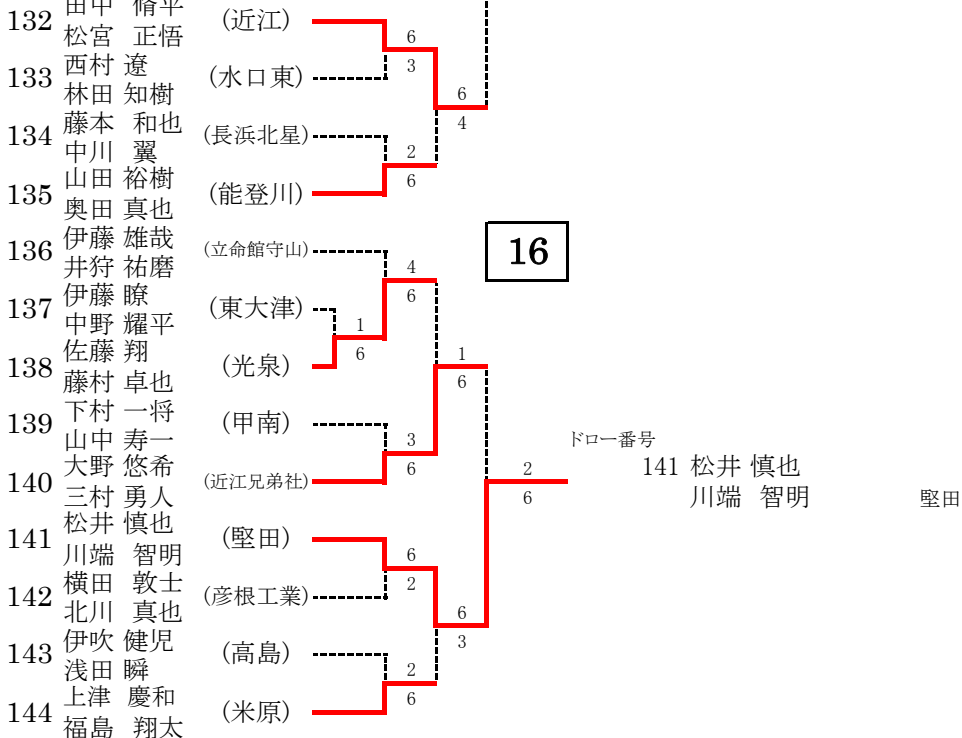 田中 脩平
132 (近江)
松宮 正悟
6
西村 遼
3
133 (水口東)
林田 知樹
6
藤本 和也
4
134 (長浜北星)
中川 翼
2
山田 裕樹
6
135 (能登川)
奥田 真也
伊藤 雄哉
136 (立命館守山)
16
井狩 祐磨
4
伊藤 瞭
6
137 (東大津)
中野 耀平
1
佐藤 翔
6
1
138 (光泉)
6
藤村 卓也
下村 一将
139 (甲南)
山中 寿一
3
ドロー番号
大野 悠希
6
2
141 松井 慎也
140 (近江兄弟社)
三村 勇人
6
川端 智明 堅田
松井 慎也
141 (堅田)
川端 智明
6
横田 敦士
2
142 (彦根工業)
北川 真也
6
伊吹 健児
3
143 (高島)
浅田 瞬
2
上津 慶和
6
144 (米原)
福島 翔太